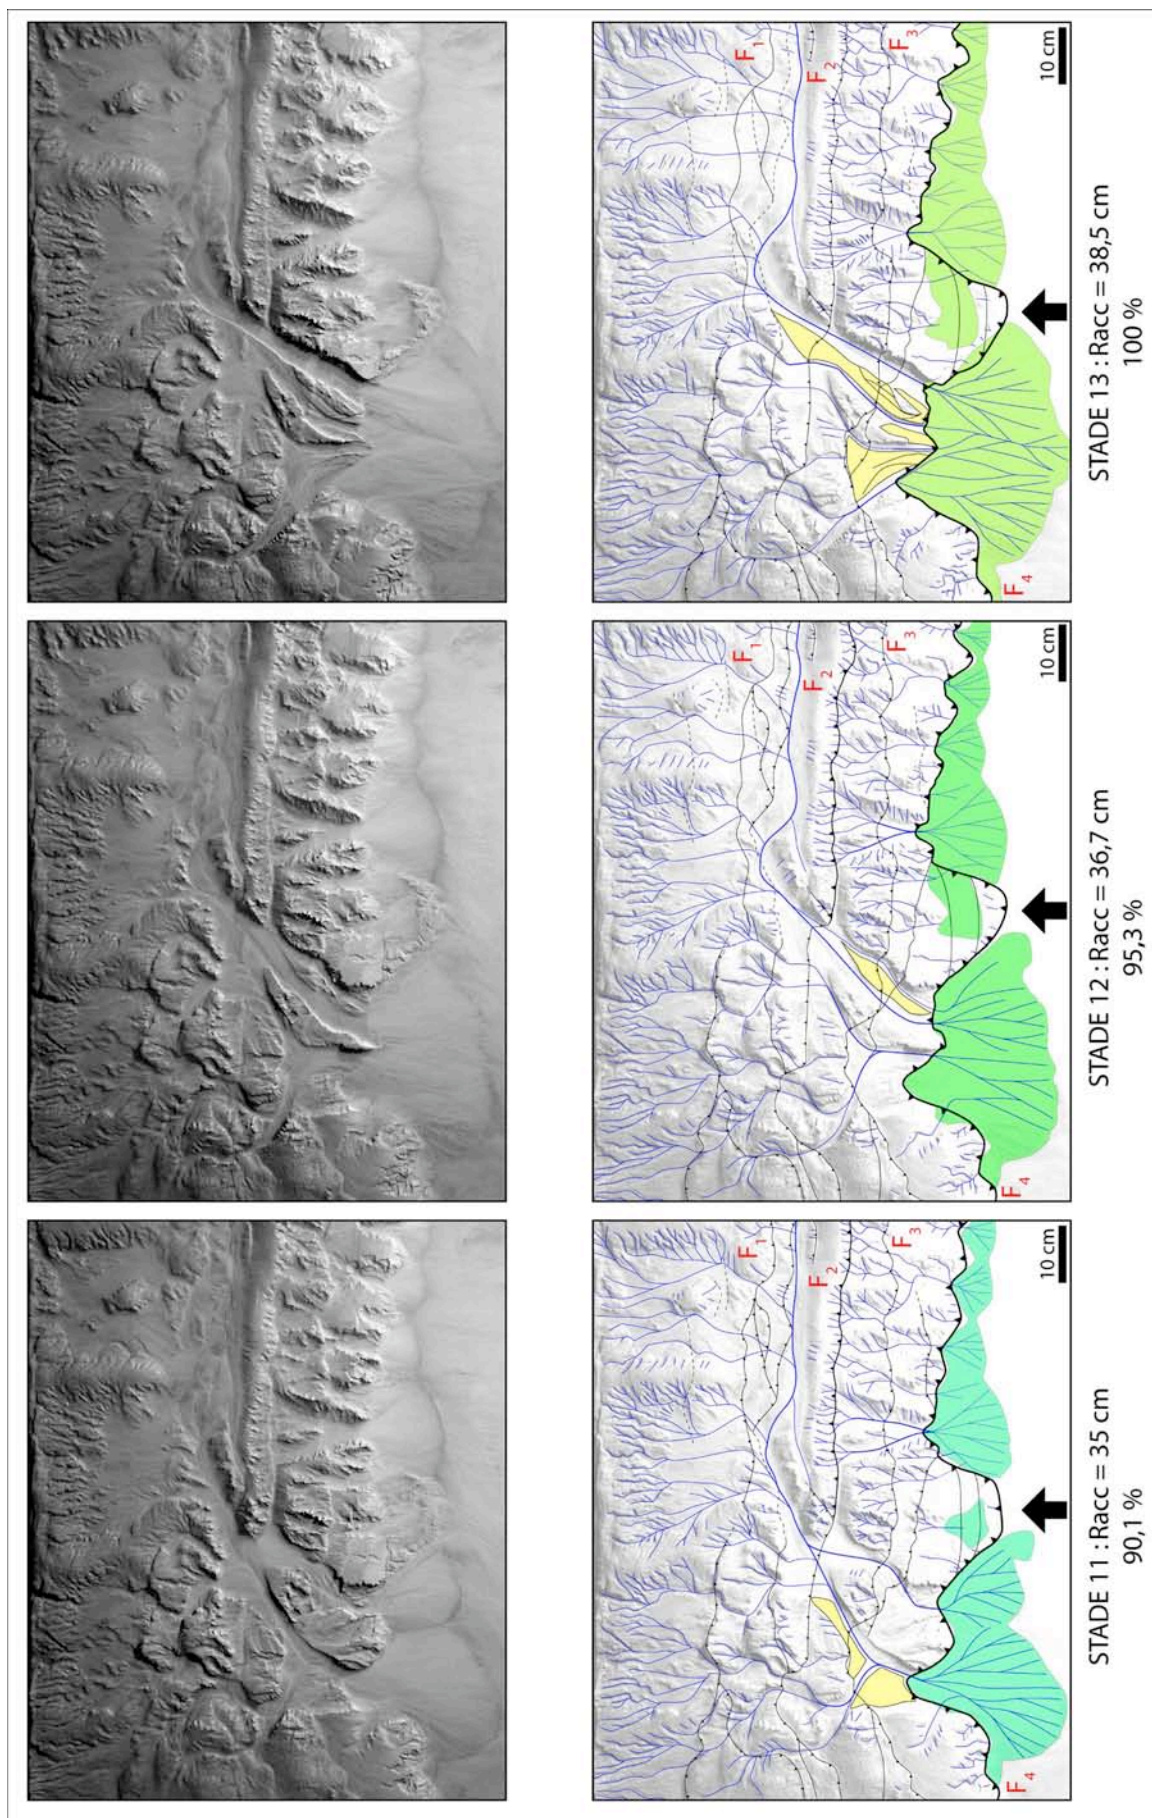 F1
F2
F3
F4
10 cm
STADE 11 : Racc = 35 cm
90,1 %
F1
F2
F3
F4
10 cm
STADE 12 : Racc = 36,7 cm
95,3 %
F1
F2
F3
F4
10 cm
STADE 13 : Racc = 38,5 cm
100 %